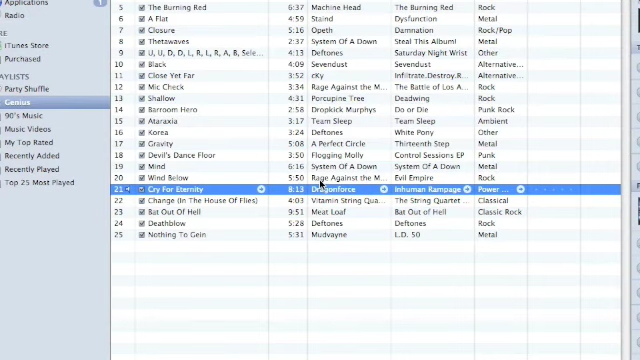 Applications 1
Radio
RE
iTunes Store
Purchased
AYLISTS
Party Shuffle
Genius
90's Music
Music Videos
My Top Rated
Recently Added
Recently Played
Top 25 Most Played
5 The Burning Red 6:37 Machine Head The Burning Red Rock
6 A Flat 4:59 Staind Dysfunction Metal
7 Closure 5:16 Opeth Damnation Rock/Pop
8 Thetawaves 2:37 System Of A Down Steal This Album! Metal
9 U, U, D, D, L, R, L, R, A, B, Sele... 4:13 Deftones Saturday Night Wrist Other
10 Black 4:09 Sevendust Sevendust Alternative...
11 Close Yet Far 3:52 cKy Infiltrate.Destroy.R... Alternative...
12 Mic Check 3:34 Rage Against the M... The Battle of Los A... Rock
13 Shallow 4:31 Porcupine Tree Deadwing Rock
14 Barroom Hero 2:58 Dropkick Murphys Do or Die Punk Rock
15 Ataraxia 3:17 Team Sleep Team Sleep Ambient
16 Korea 3:24 Deftones White Pony Other
17 Gravity 5:08 A Perfect Circle Thirteenth Step Metal
18 Devil's Dance Floor 3:50 Flogging Molly Control Sessions EP Punk
19 Mind 6:16 System Of A Down System Of A Down Metal
20 Wind Below 5:50 Rage Against the M... Evil Empire Rock
21 Cry For Eternity 8:13 Dragonforce Inhuman Rampage Power ...
22 Change (In The House Of Flies) 4:03 Vitamin String Qua... The String Quartet ... Classical
23 Bat Out Of Hell 9:51 Meat Loaf Bat Out of Hell Classic Rock
24 Deathblow 5:28 Deftones Deftones Rock
25 Nothing To Gein 5:31 Mudvayne L.D. 50 Metal